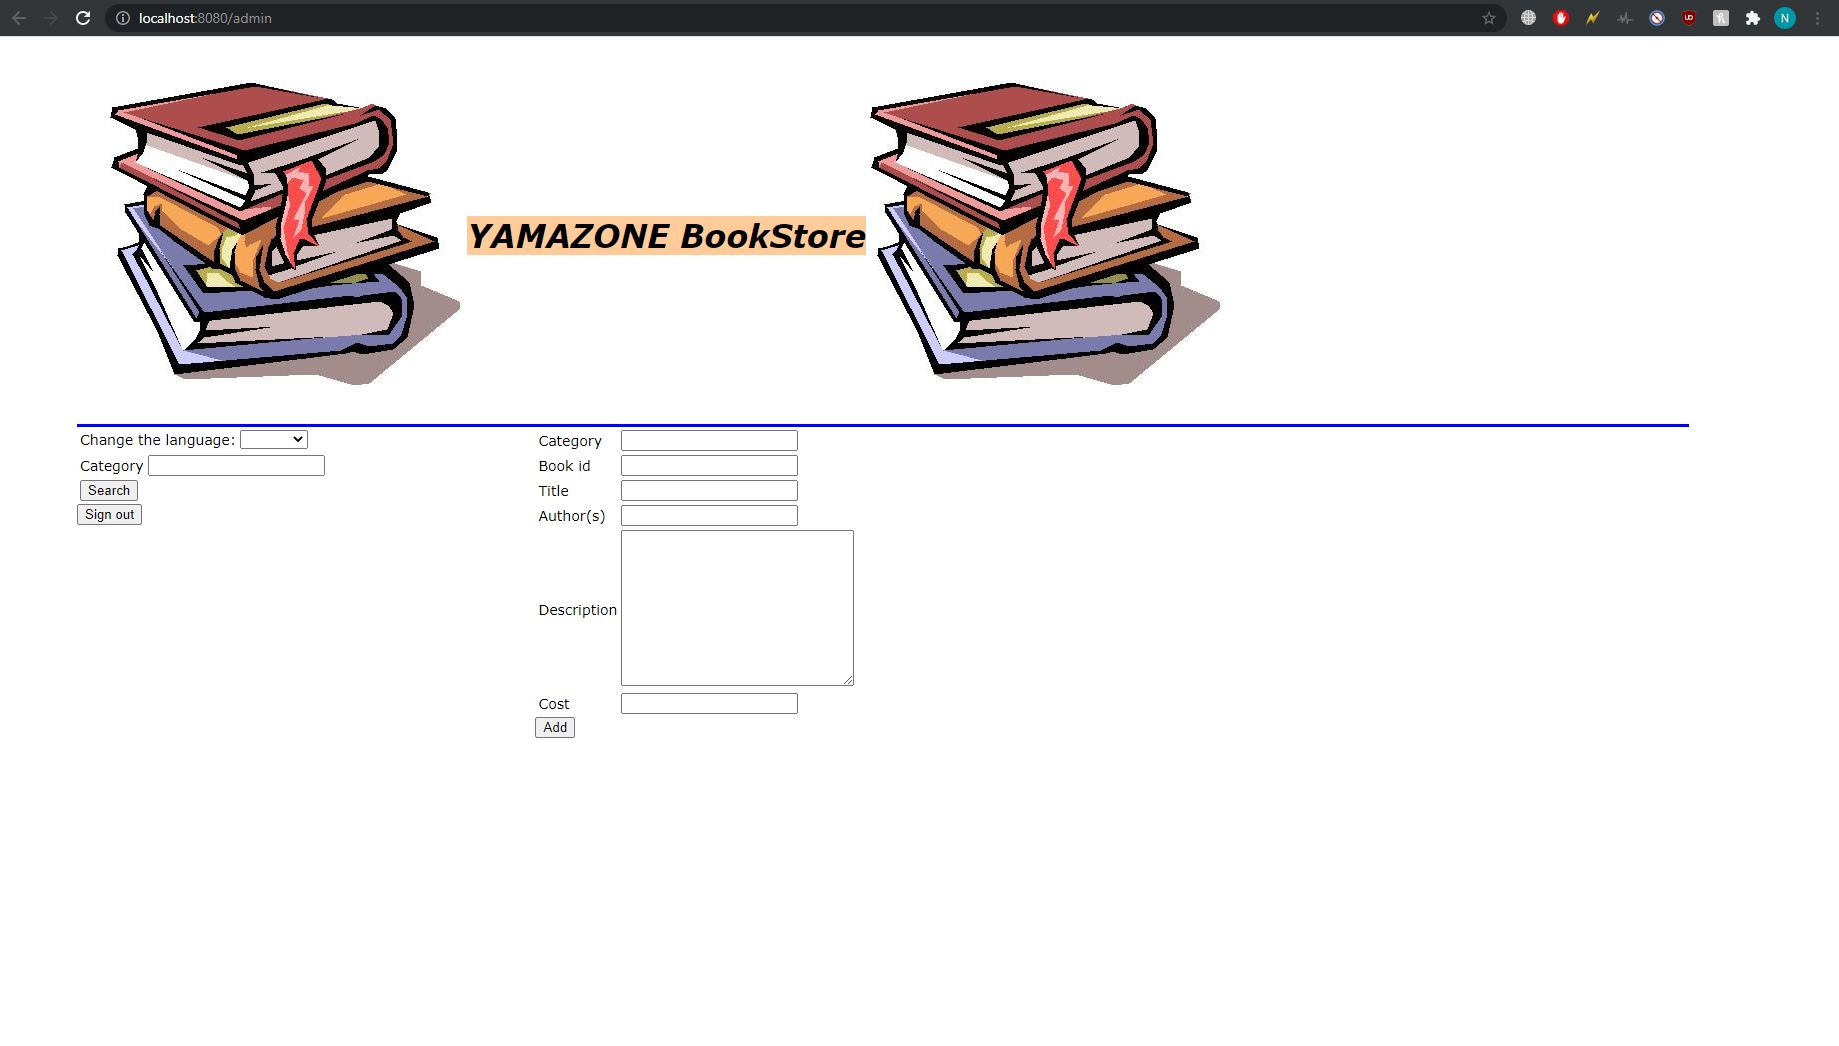 localhost:8080/admin
N
YAMAZONE BookStore
Change the language:
Category
Search
Sign out
Category
Book id
Title
Author(s)
Description
Cost
Add